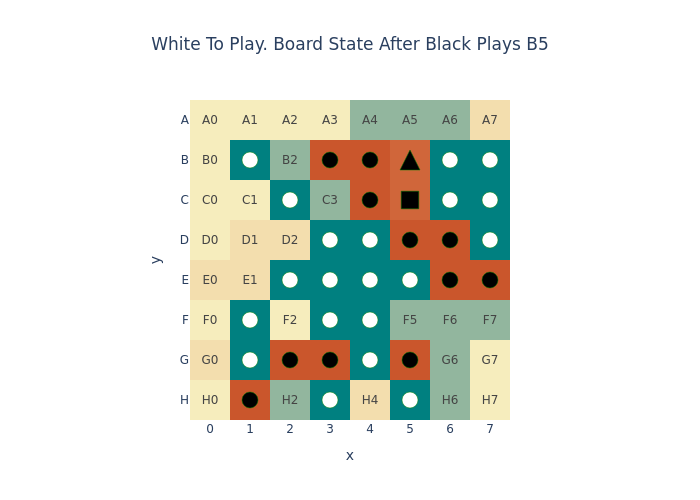 White To Play. Board State After Black Plays B5
A A0 A1 A2 A3 A4 A5 A6 A7
B B0 B2
C C0 C1 C3
D D0 D1 D2
E E0 E1
F F0 F2 F5 F6 F7
G G0 G6 G7
H H0 H2 H4 H6 H7
0 1 2 3 4 5 6 7
x
y